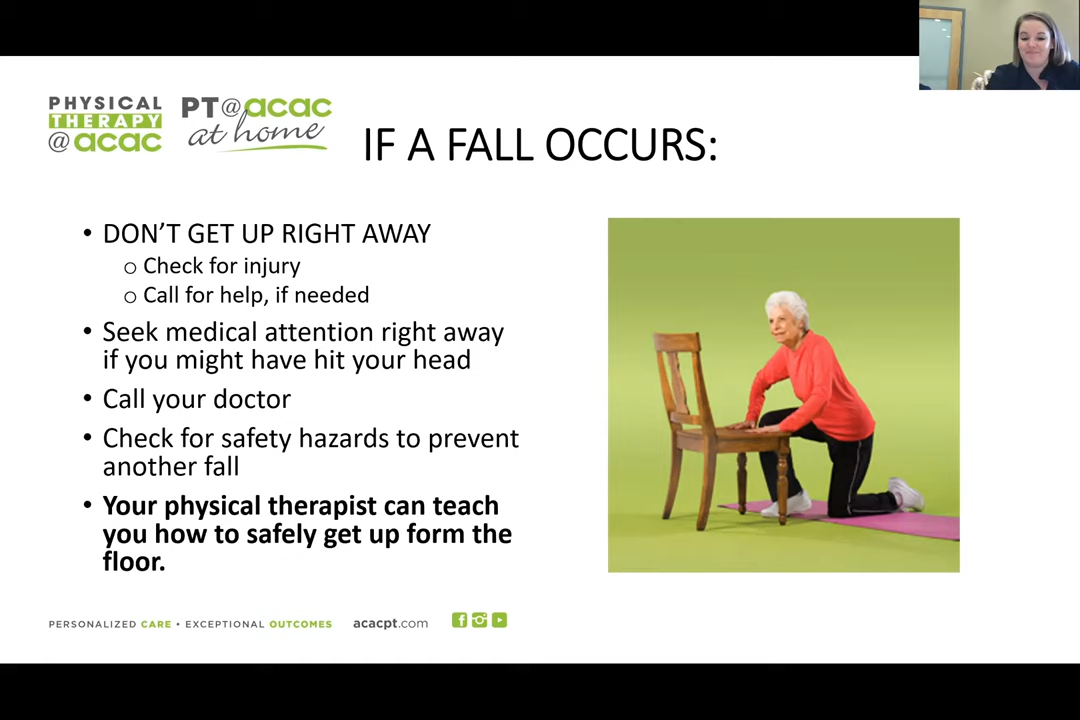 PHYSICAL
THERAPY
@acac
PT@acac
at home
IF A FALL OCCURS:
• DON’T GET UP RIGHT AWAY
o Check for injury
o Call for help, if needed
• Seek medical attention right away
if you might have hit your head
• Call your doctor
• Check for safety hazards to prevent
another fall
• Your physical therapist can teach
you how to safely get up form the
floor.
PERSONALIZED CARE • EXCEPTIONAL OUTCOMES acacpt.com